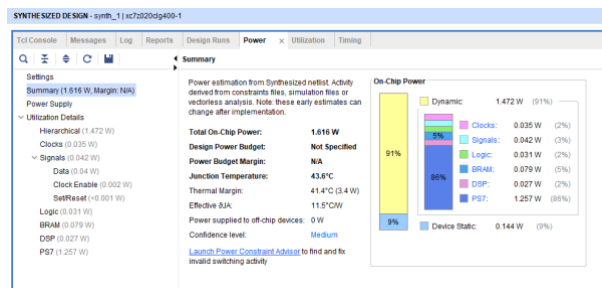 SYNTHESIZED DESIGN - synth_1 | xc7z020clg400-1
Tcl Console Messages Log Reports Design Runs Power × Utilization Timing
Summary
Settings
Summary (1.616 W, Margin: N/A)
Power Supply
Utilization Details
Hierarchical (1.472 W)
Clocks (0.035 W)
Signals (0.042 W)
Data (0.04 W)
Clock Enable (0.002 W)
Set/Reset (<0.001 W)
Logic (0.031 W)
BRAM (0.079 W)
DSP (0.027 W)
PS7 (1.257 W)
Power estimation from Synthesized netlist. Activity
derived from constraints files, simulation files or
vectorless analysis. Note: these early estimates can
change after implementation.
Total On-Chip Power: 1.616 W
Design Power Budget: Not Specified
Power Budget Margin: N/A
Junction Temperature: 43.6°C
Thermal Margin: 41.4°C (3.4 W)
Effective θJA: 11.5°C/W
Power supplied to off-chip devices: 0 W
Confidence level: Medium
Launch Power Constraint Advisor to find and fix
invalid switching activity
On-Chip Power
91%
9%
5%
86%
Dynamic: 1.472 W (91%)
Clocks: 0.035 W (2%)
Signals: 0.042 W (3%)
Logic: 0.031 W (2%)
BRAM: 0.079 W (5%)
DSP: 0.027 W (2%)
PS7: 1.257 W (86%)
Device Static: 0.144 W (9%)